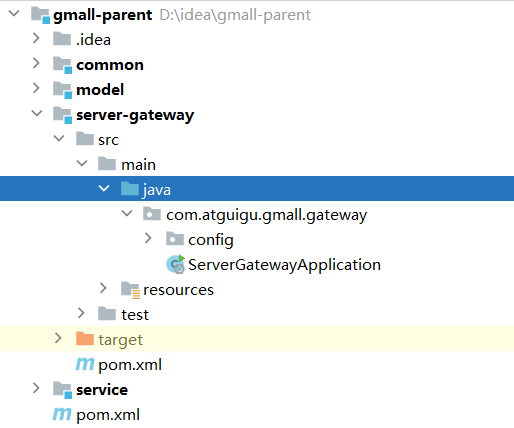 gmall-parent D:\idea\gmall-parent
.idea
common
model
server-gateway
src
main
java
com.atguigu.gmall.gateway
config
ServerGatewayApplication
resources
test
target
pom.xml
service
pom.xml